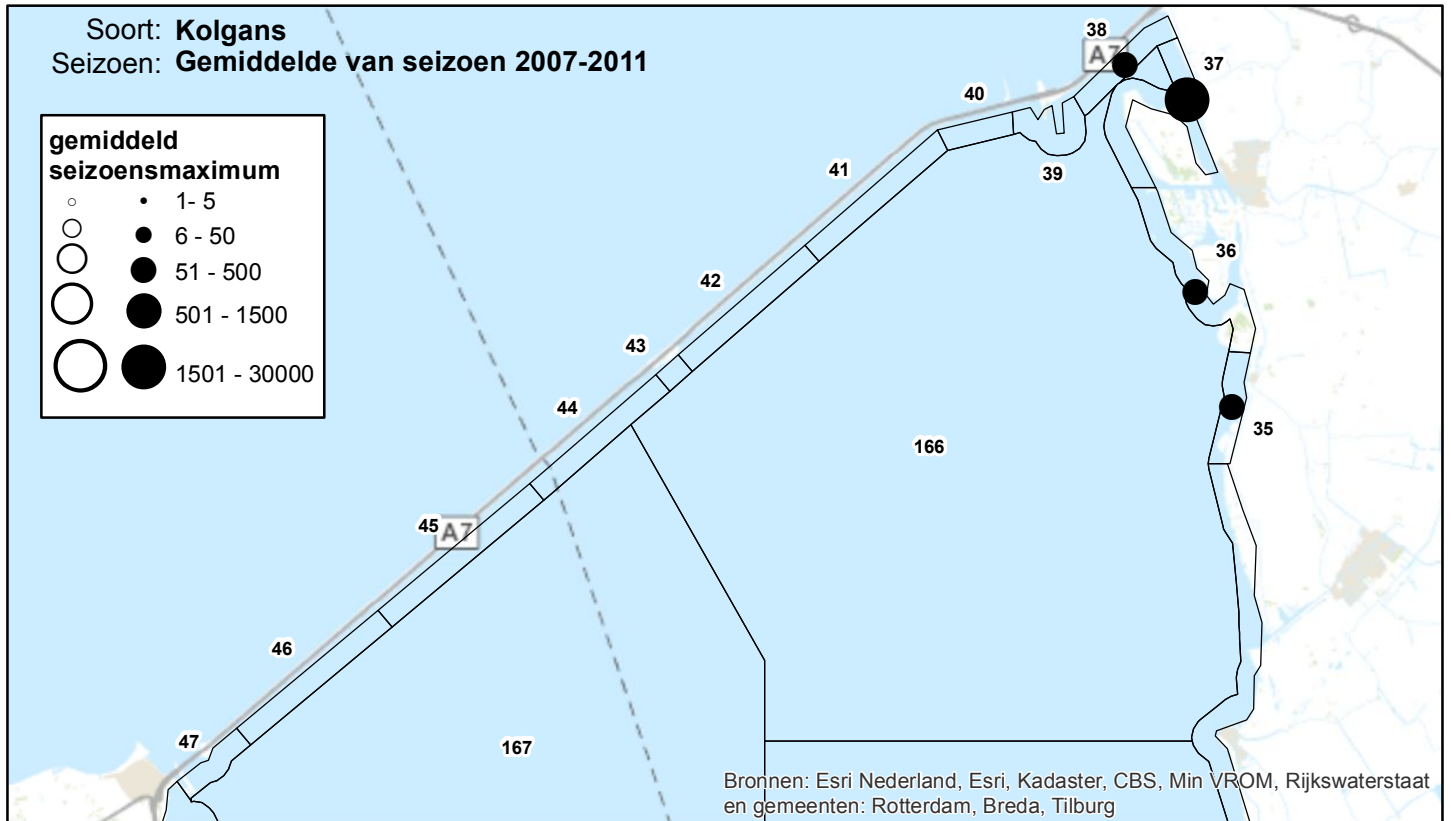 Soort: Kolgans
Seizoen: Gemiddelde van seizoen 2007-2011
gemiddeld
seizoensmaximum
1- 5
6 - 50
51 - 500
501 - 1500
1501 - 30000
38
A7
37
40
41
39
36
42
43
44
35
166
45
A7
46
47
167
Bronnen: Esri Nederland, Esri, Kadaster, CBS, Min VROM, Rijkswaterstaat
en gemeenten: Rotterdam, Breda, Tilburg